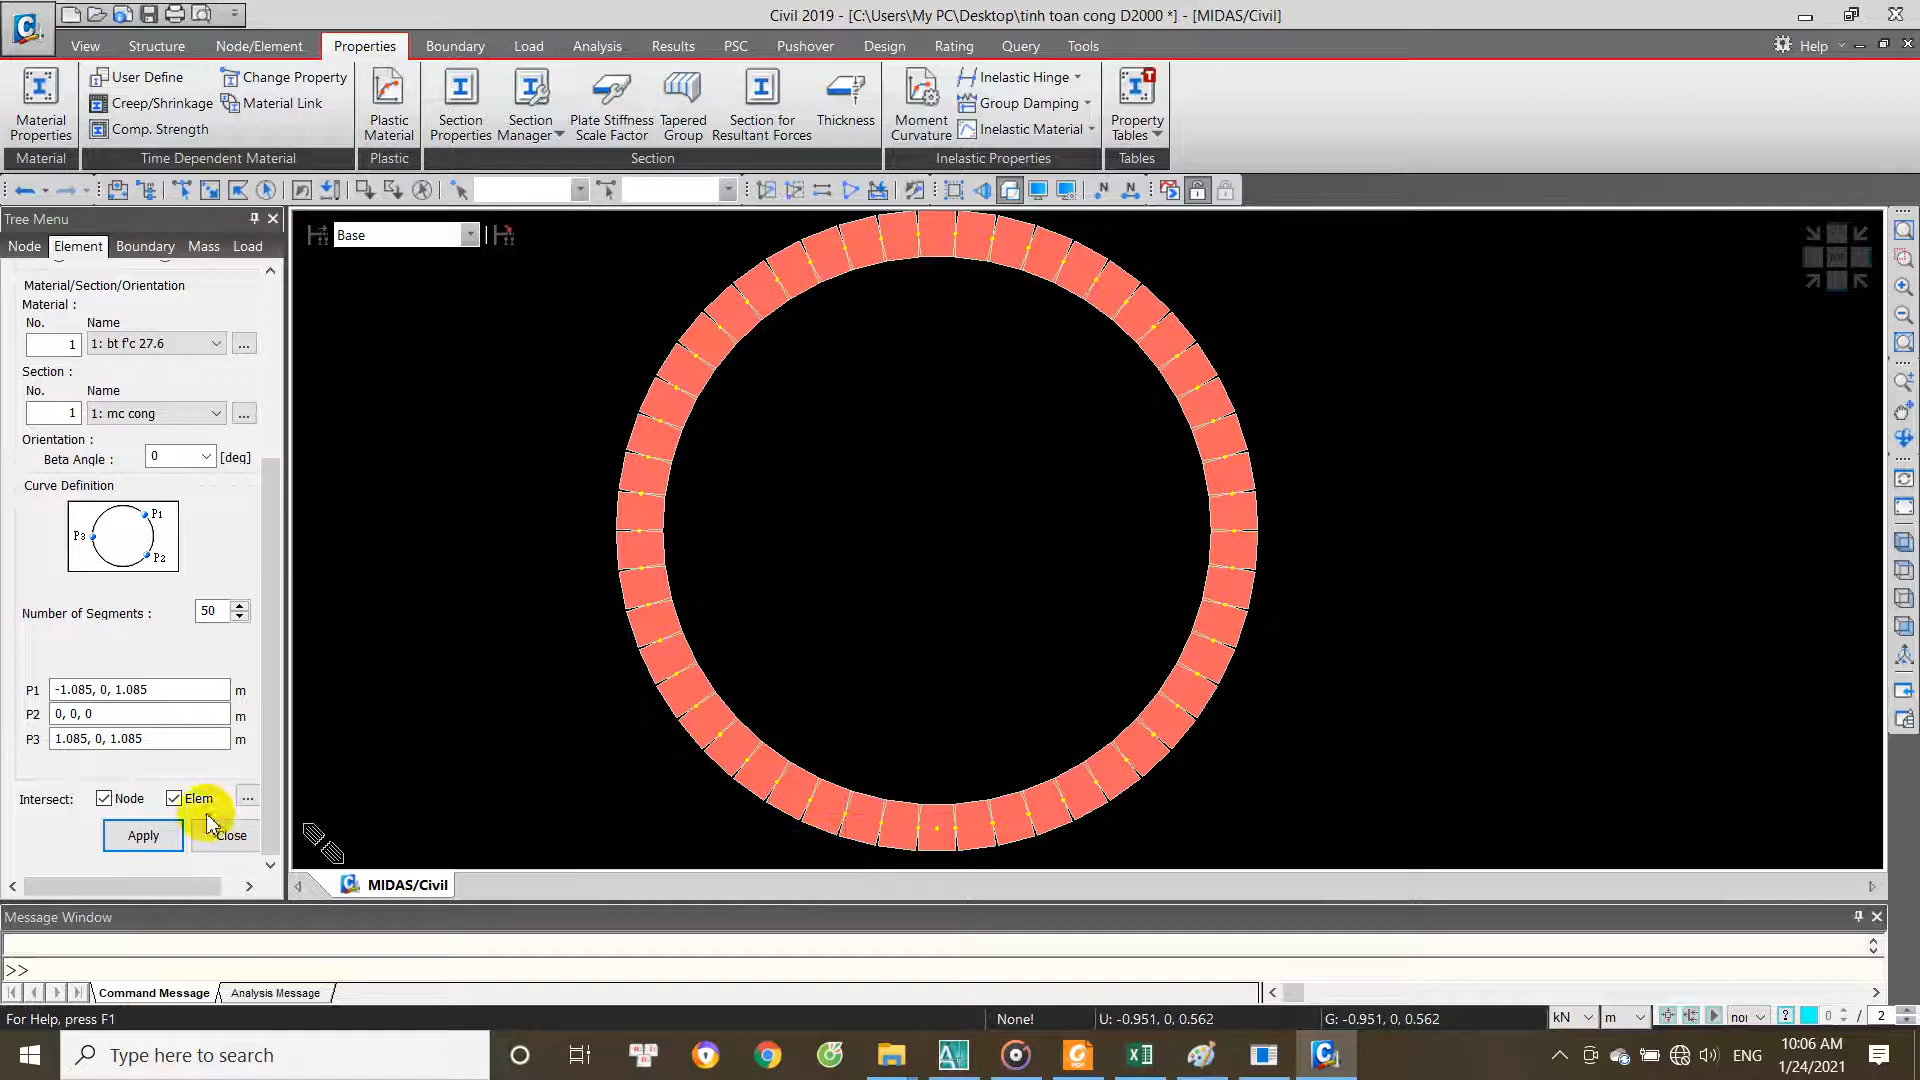 Civil 2019 - [C:\Users\My PC\Desktop\tinh toan cong D2000 *] - [MIDAS/Civil]
View Structure Node/Element Properties Boundary Load Analysis Results PSC Pushover Design Rating Query Tools Help
Material Properties
User Define
Creep/Shrinkage
Comp. Strength
Change Property
Material Link
Plastic Material
Section Properties
Section Manager
Plate Stiffness Scale Factor
Tapered Group
Section for Resultant Forces
Thickness
Moment Curvature
Inelastic Hinge
Group Damping
Inelastic Material
Property Tables
Material Time Dependent Material Plastic Section Inelastic Properties Tables
Tree Menu
Node Element Boundary Mass Load
Base
Material/Section/Orientation
Material :
No. Name
1 1: bt f'c 27.6 ...
Section :
No. Name
1 1: mc cong ...
Orientation :
Beta Angle : 0 [deg]
Curve Definition
P1
P3
P2
Number of Segments : 50
P1 -1.085, 0, 1.085 m
P2 0, 0, 0 m
P3 1.085, 0, 1.085 m
Intersect: Node Elem ...
Apply Close
MIDAS/Civil
Message Window
>>
Command Message Analysis Message
For Help, press F1 None! U: -0.951, 0, 0.562 G: -0.951, 0, 0.562 kN m nor ? 0 / 2
Type here to search ENG 10:06 AM
1/24/2021